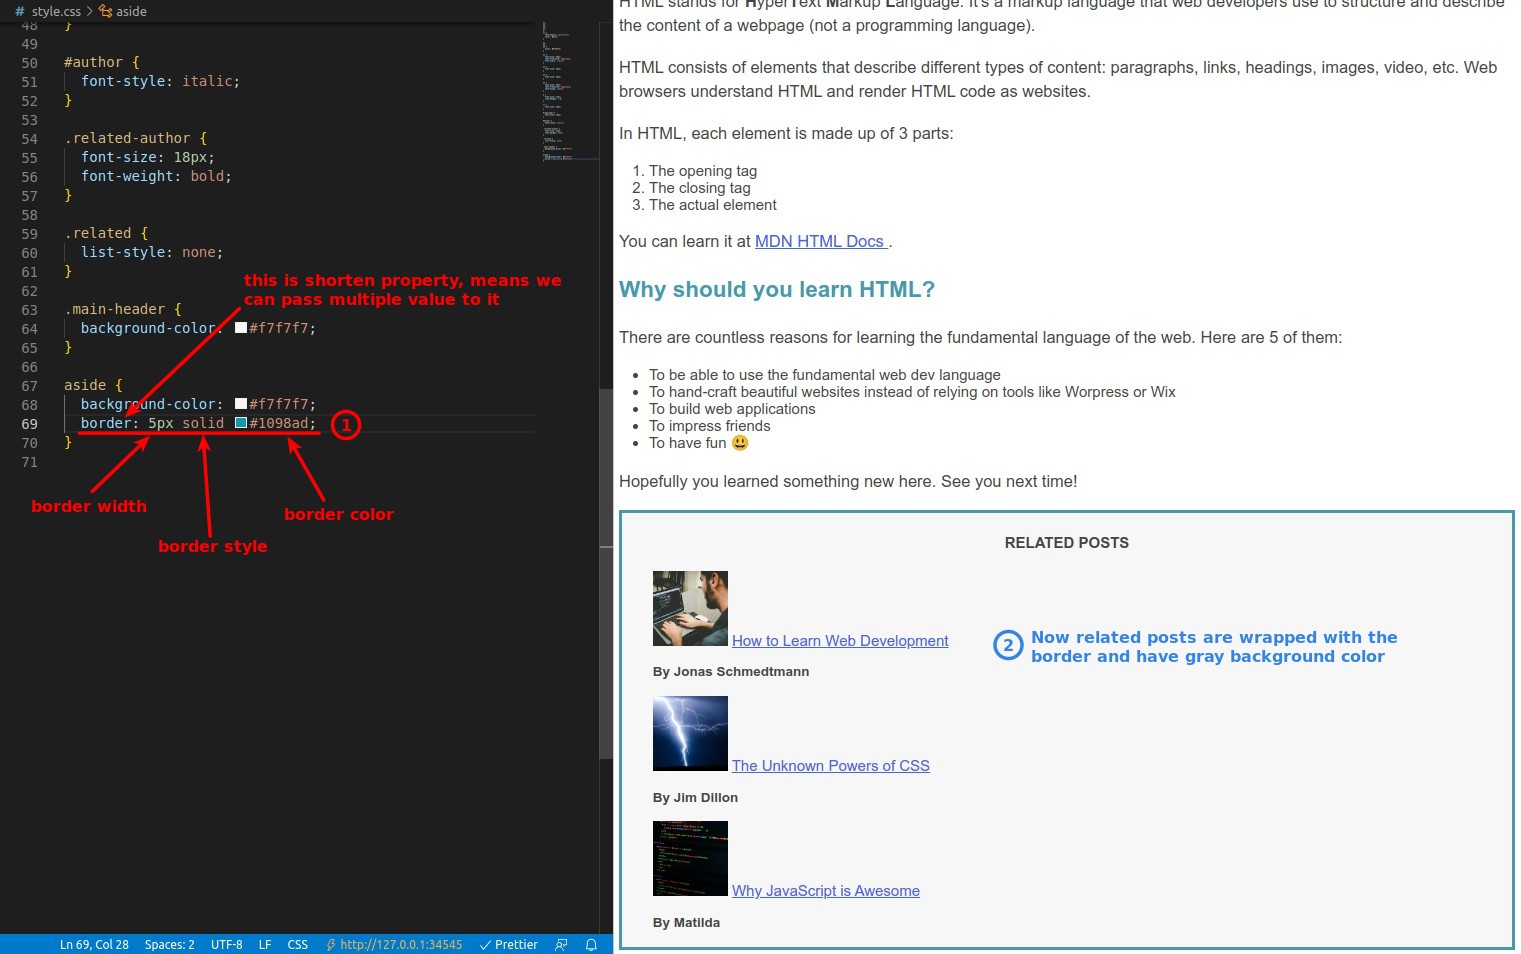 # style.css > aside
48 }
49
50 #author {
51 font-style: italic;
52 }
53
54 .related-author {
55 font-size: 18px;
56 font-weight: bold;
57 }
58
59 .related {
60 list-style: none;
61 }
62
63 .main-header {
64 background-color: #f7f7f7;
65 }
66
67 aside {
68 background-color: #f7f7f7;
69 border: 5px solid #1098ad;
70 }
71
this is shorten property, means we
can pass multiple value to it
1
border width
border style
border color
Ln 69, Col 28 Spaces: 2 UTF-8 LF CSS http://127.0.0.1:34545 Prettier
HTML stands for HyperText Markup Language. It's a markup language that web developers use to structure and describe
the content of a webpage (not a programming language).
HTML consists of elements that describe different types of content: paragraphs, links, headings, images, video, etc. Web
browsers understand HTML and render HTML code as websites.
In HTML, each element is made up of 3 parts:
1. The opening tag
2. The closing tag
3. The actual element
You can learn it at MDN HTML Docs .
Why should you learn HTML?
There are countless reasons for learning the fundamental language of the web. Here are 5 of them:
• To be able to use the fundamental web dev language
• To hand-craft beautiful websites instead of relying on tools like Worpress or Wix
• To build web applications
• To impress friends
• To have fun 😃
Hopefully you learned something new here. See you next time!
RELATED POSTS
How to Learn Web Development
By Jonas Schmedtmann
2 Now related posts are wrapped with the
border and have gray background color
The Unknown Powers of CSS
By Jim Dillon
Why JavaScript is Awesome
By Matilda